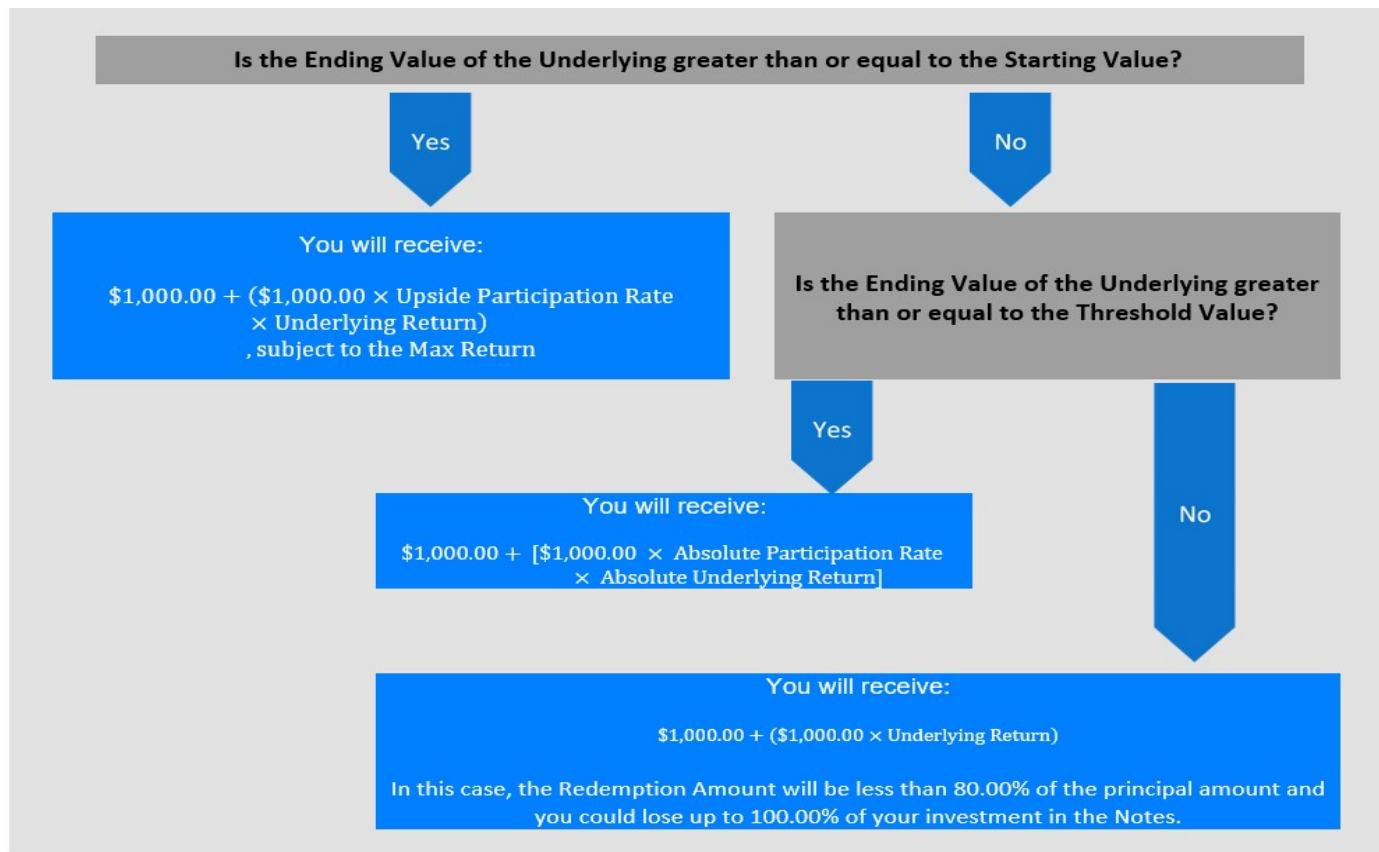 Is the Ending Value of the Underlying greater than or equal to the Starting Value?
Yes
No
You will receive:
$1,000.00 + ($1,000.00 × Upside Participation Rate
× Underlying Return)
, subject to the Max Return
Is the Ending Value of the Underlying greater
than or equal to the Threshold Value?
Yes
No
You will receive:
$1,000.00 + [$1,000.00 × Absolute Participation Rate
× Absolute Underlying Return]
You will receive:
$1,000.00 + ($1,000.00 × Underlying Return)
In this case, the Redemption Amount will be less than 80.00% of the principal amount and
you could lose up to 100.00% of your investment in the Notes.